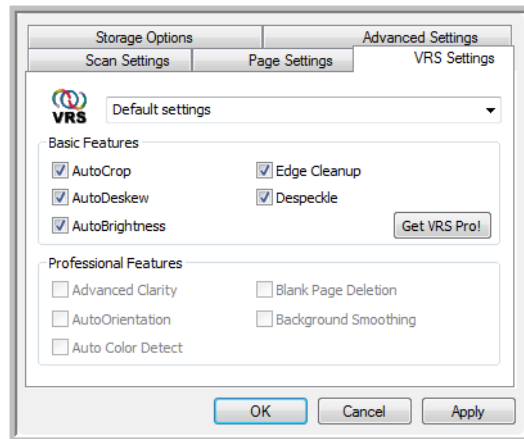 Storage Options Advanced Settings
Scan Settings Page Settings VRS Settings
VRS Default settings
Basic Features
AutoCrop Edge Cleanup
AutoDeskew Despeckle
AutoBrightness Get VRS Pro!
Professional Features
Advanced Clarity Blank Page Deletion
AutoOrientation Background Smoothing
Auto Color Detect
OK Cancel Apply